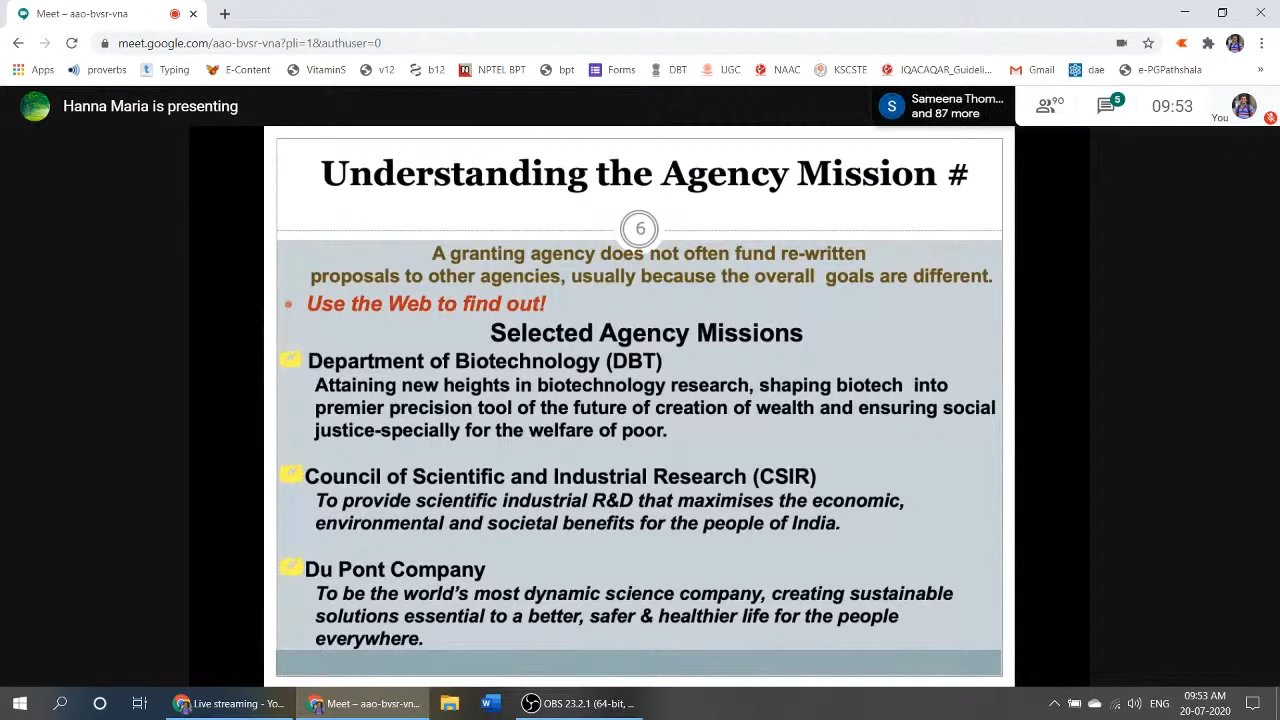 Meet – aao-bvsr-vna
meet.google.com/aao-bvsr-vna?pli=1&authuser=0
Apps proverbs Typing E-Content VitaminS v12 b12 NPTEL BPT bpt Forms DBT UGC NAAC KSCSTE IQACAQAR_Guideli... Gmail dae e-PGPathshala »
Hanna Maria is presenting
S Sameena Thom...
and 87 more
90 5 09:53 You
Understanding the Agency Mission #
6
A granting agency does not often fund re-written
proposals to other agencies, usually because the overall goals are different.
• Use the Web to find out!
Selected Agency Missions
Department of Biotechnology (DBT)
Attaining new heights in biotechnology research, shaping biotech into
premier precision tool of the future of creation of wealth and ensuring social
justice-specially for the welfare of poor.
Council of Scientific and Industrial Research (CSIR)
To provide scientific industrial R&D that maximises the economic,
environmental and societal benefits for the people of India.
Du Pont Company
To be the world's most dynamic science company, creating sustainable
solutions essential to a better, safer & healthier life for the people
everywhere.
Live streaming - Yo... Meet – aao-bvsr-vn... OBS 23.2.1 (64-bit, ...
09:53 AM
20-07-2020